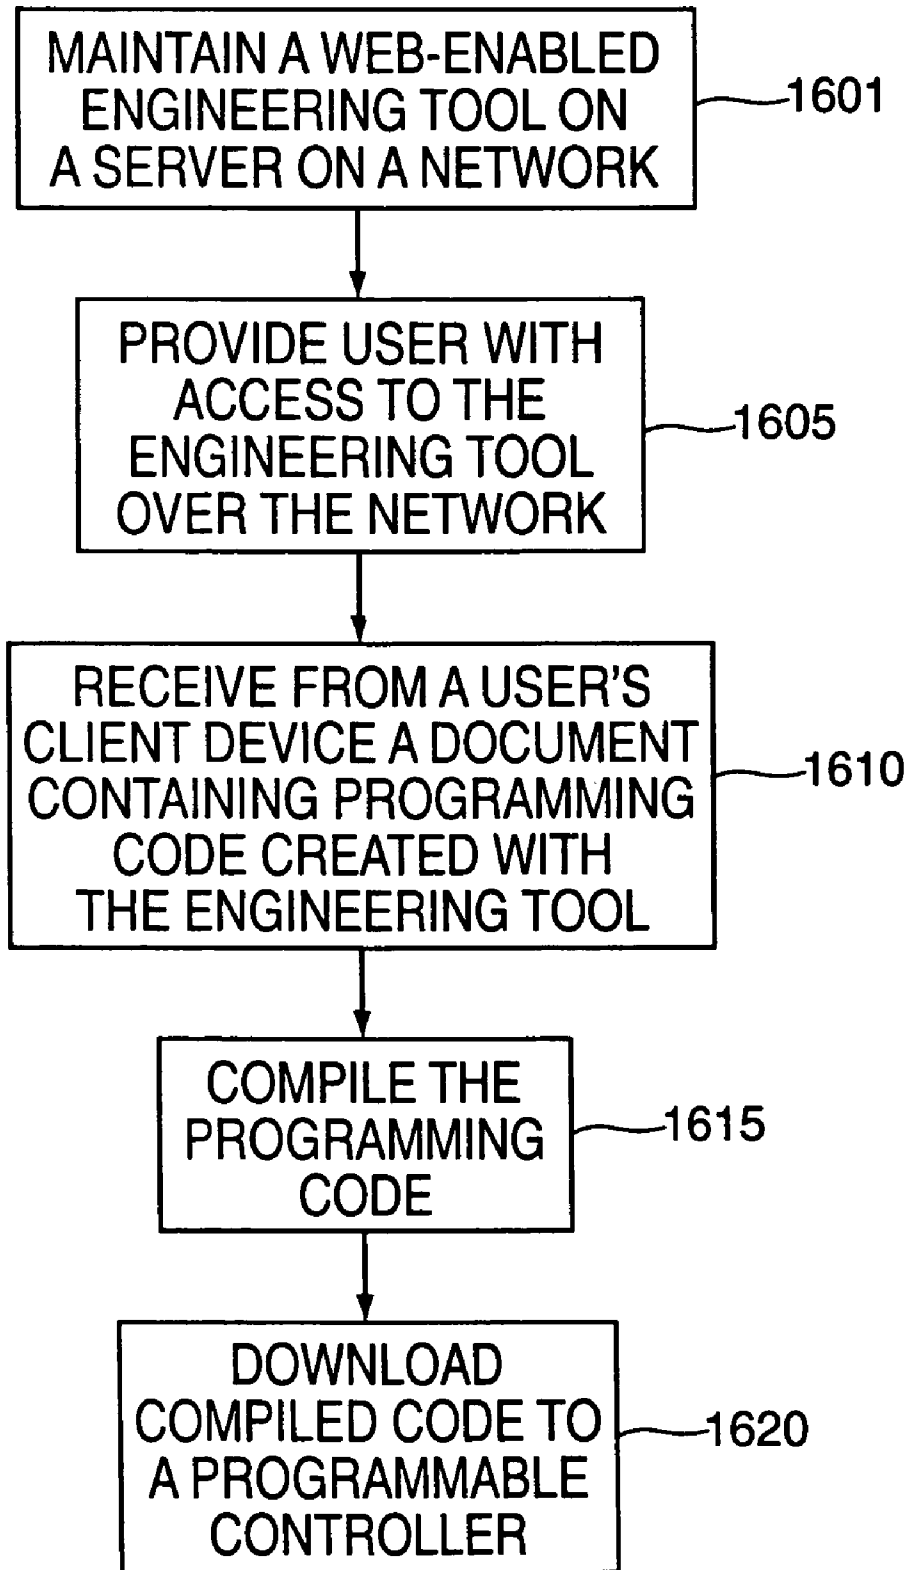 MAINTAIN A WEB-ENABLED
ENGINEERING TOOL ON
A SERVER ON A NETWORK
1601
PROVIDE USER WITH
ACCESS TO THE
ENGINEERING TOOL
OVER THE NETWORK
1605
RECEIVE FROM A USER'S
CLIENT DEVICE A DOCUMENT
CONTAINING PROGRAMMING
CODE CREATED WITH
THE ENGINEERING TOOL
1610
COMPILE THE
PROGRAMMING
CODE
1615
DOWNLOAD
COMPILED CODE TO
A PROGRAMMABLE
CONTROLLER
1620